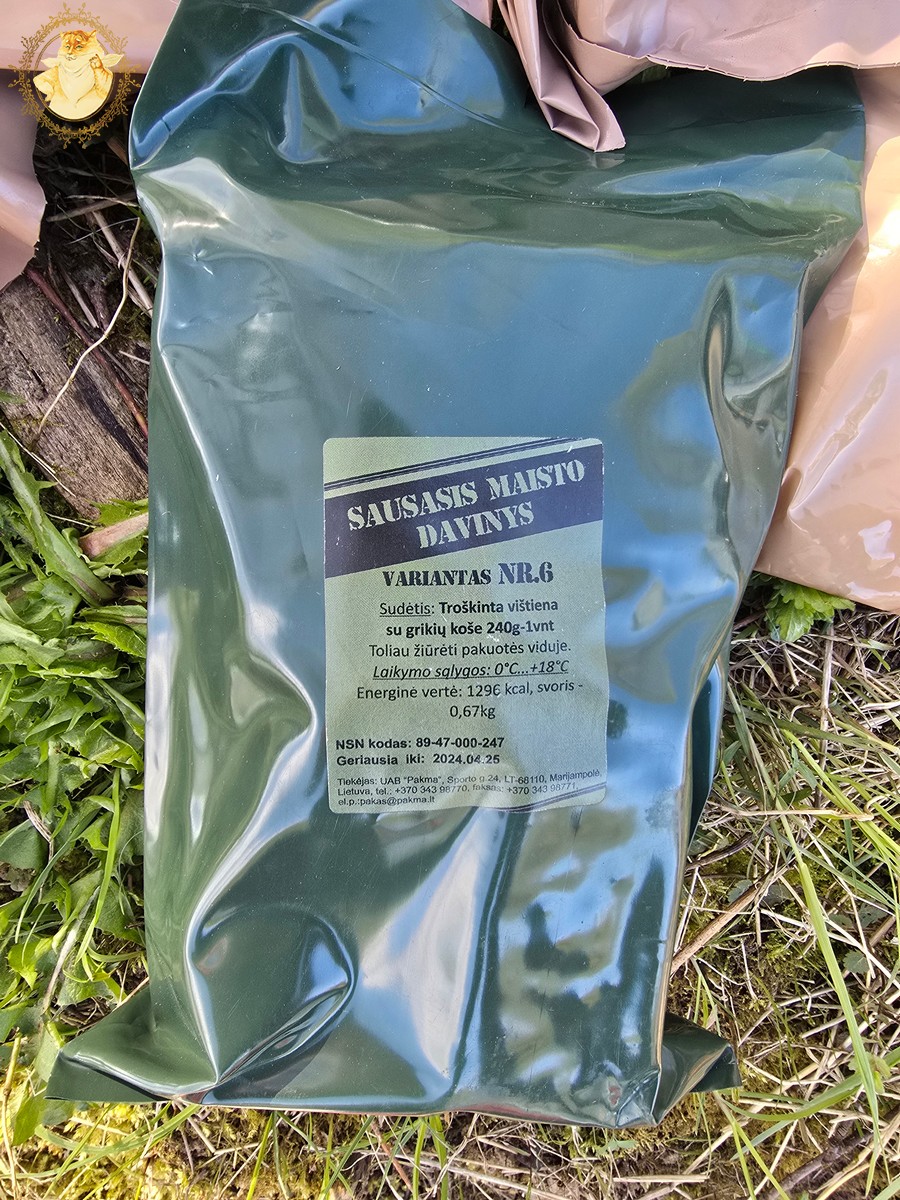 SAUSASIS MAISTO
DAVINYS
VARIANTAS NR.6
Sudėtis: Troškinta vištiena
su grikių koše 240g-1vnt
Toliau žiūrėti pakuotės viduje.
Laikymo sąlygos: 0°C...+18°C
Energinė vertė: 1296 kcal, svoris -
0,67kg
NSN kodas: 89-47-000-247
Geriausia iki: 2024.04.25
Tiekėjas: UAB "Pakma", Sporto g.24, LT-68110, Marijampolė,
Lietuva, tel.: +370 343 98770, faksas: +370 343 98771,
el.p.:pakas@pakma.lt